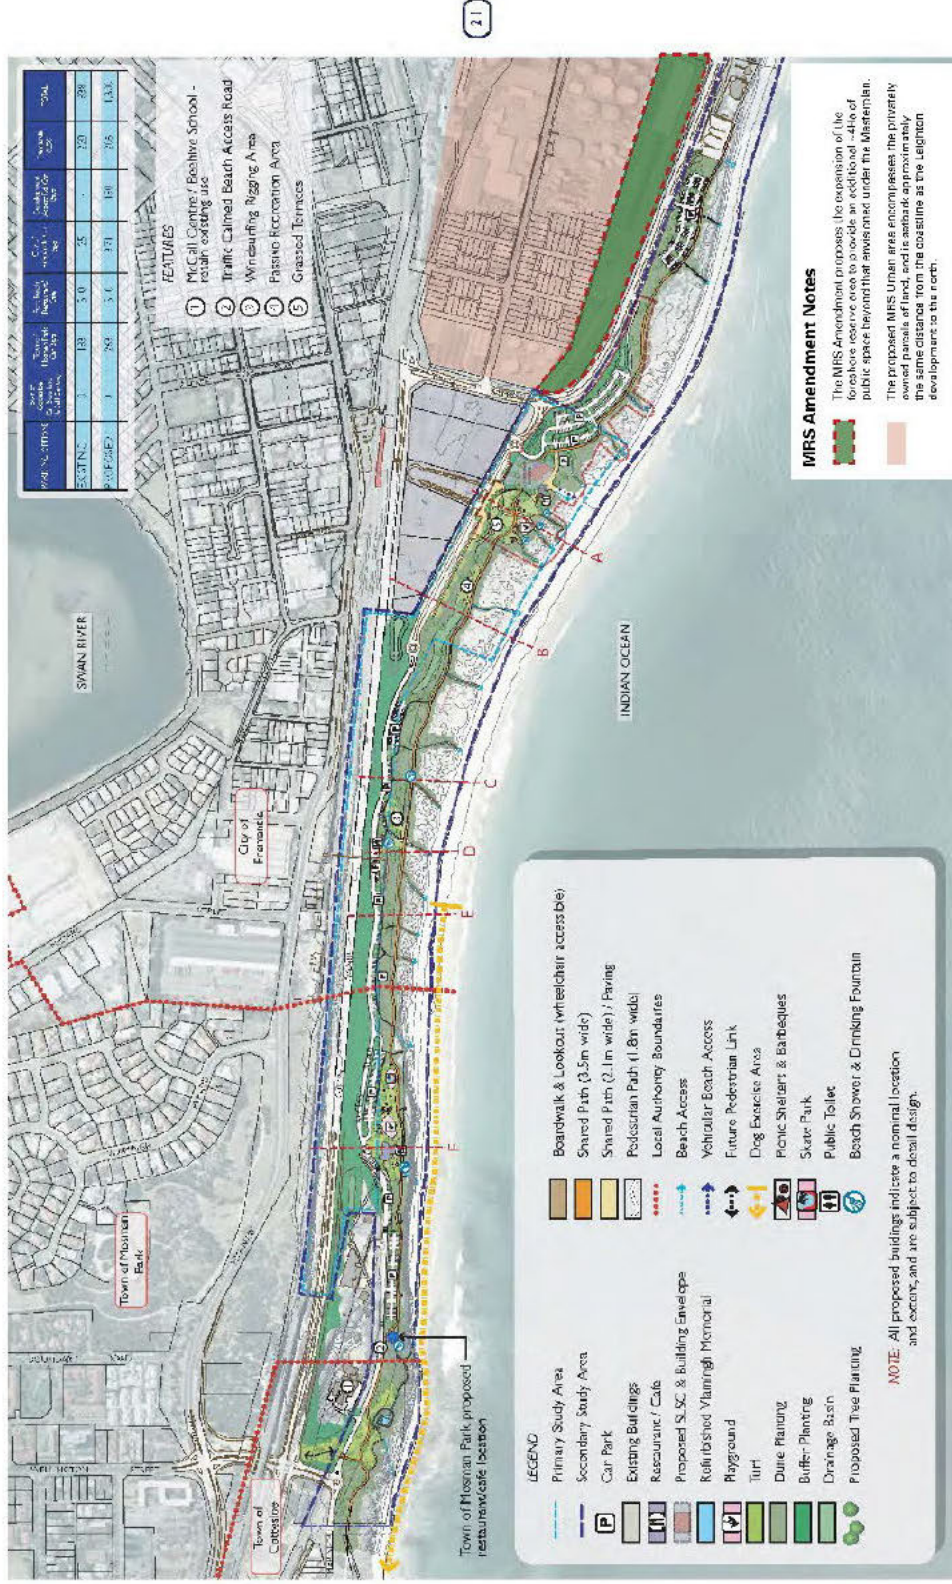 21
TOTAL
EXISTING
PROPOSED
FEATURES
1 McCall Centre / Beehive School -
retain existing use
2 Traffic Calmed Beach Access Road
3 Windsurfing Rigging Area
4 Passive Recreation Area
5 Grassed Terraces
SWAN RIVER
City of
Fremantle
Town of Mosman
Park
Town of
Cottesloe
INDIAN OCEAN
A
B
C
D
E
F
Town of Mosman Park proposed
restaurant/cafe location
LEGEND
Primary Study Area
Secondary Study Area
P Car Park
Existing Buildings
Restaurant / Cafe
Proposed SLSC & Building Envelope
Refurbished Vlamingh Memorial
Playground
Turf
Dune Planting
Buffer Planting
Drainage Basin
Proposed Tree Planting
Boardwalk & Lookout (wheelchair accessible)
Shared Path (3.5m wide)
Shared Path (2.1m wide) / Paving
Pedestrian Path (1.8m wide)
Local Authority Boundaries
Beach Access
Vehicular Beach Access
Future Pedestrian Link
Dog Exercise Area
Picnic Shelters & Barbeques
Skate Park
Public Toilet
Beach Shower & Drinking Fountain
NOTE: All proposed buildings indicate a nominal location
and extent, and are subject to detail design.
MRS Amendment Notes
The MRS Amendment proposes the expansion of the
foreshore reserve area to provide an additional ~4Ha of
public space beyond that envisioned under the Masterplan.
The proposed MRS Urban area encompasses the privately
owned parcels of land, and is setback approximately
the same distance from the coastline as the Leighton
development to the north.